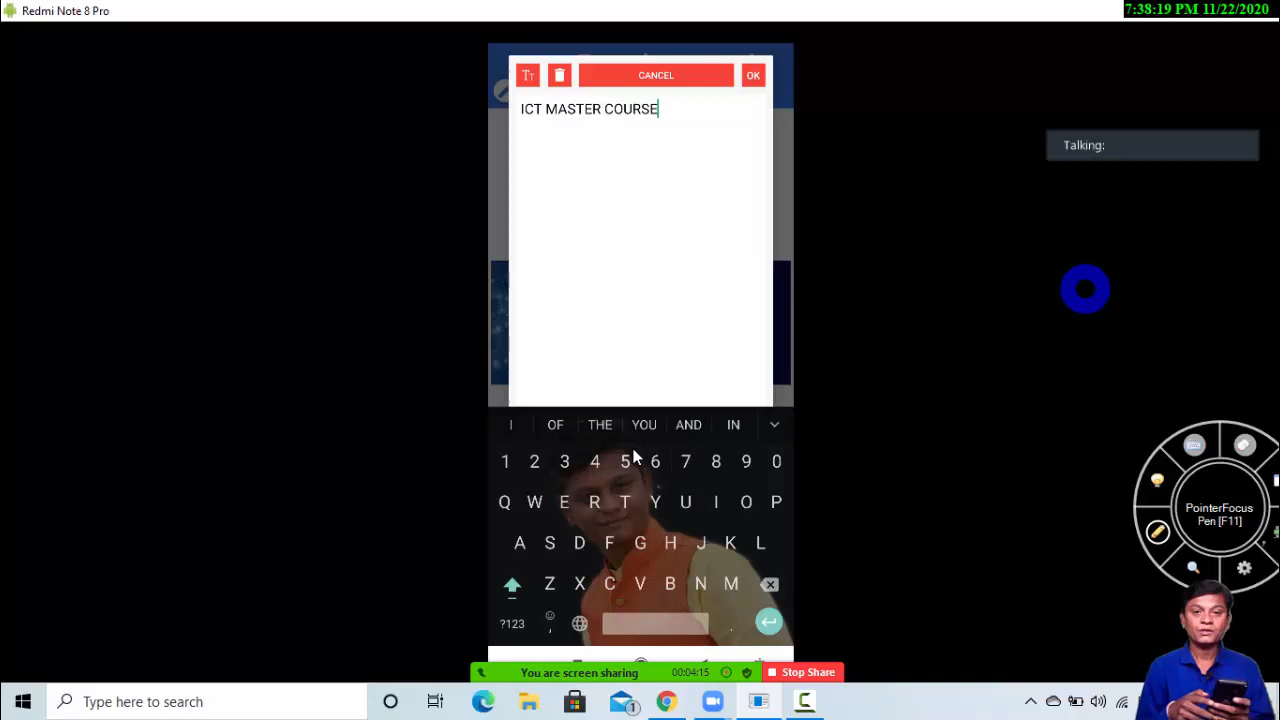 Redmi Note 8 Pro
7:38:19 PM 11/22/2020
TT
CANCEL
OK
ICT MASTER COURSE
Talking:
I OF THE YOU AND IN
1 2 3 4 5 6 7 8 9 0
Q W E R T Y U I O P
A S D F G H J K L
Z X C V B N M
?123 , .
PointerFocus
Pen [F11]
You are screen sharing
00:04:15
Stop Share
Type here to search
1